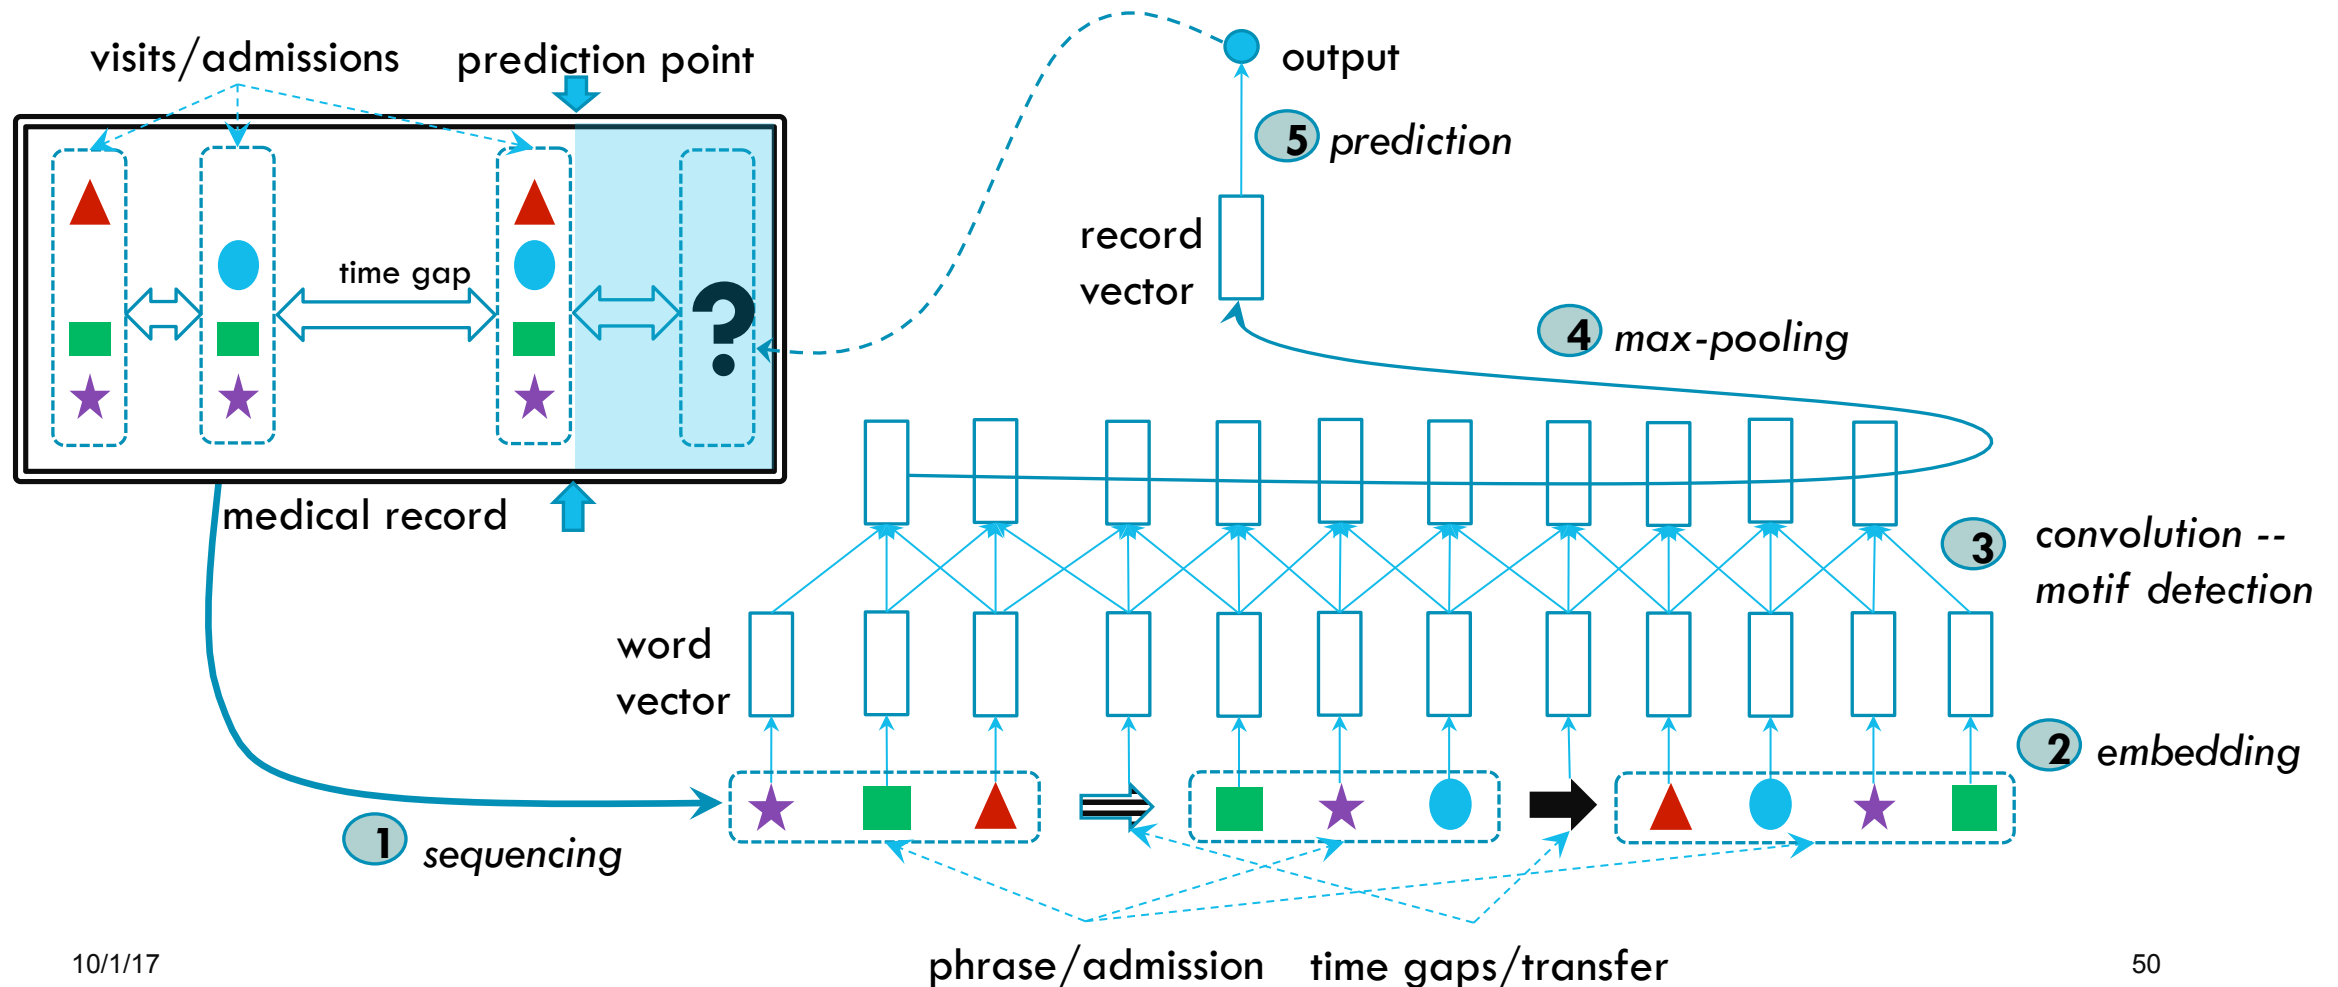 visits/admissions
prediction point
output
5 prediction
time gap
record
vector
?
4 max-pooling
medical record
3 convolution --
motif detection
word
vector
2 embedding
1 sequencing
phrase/admission
time gaps/transfer
10/1/17
50